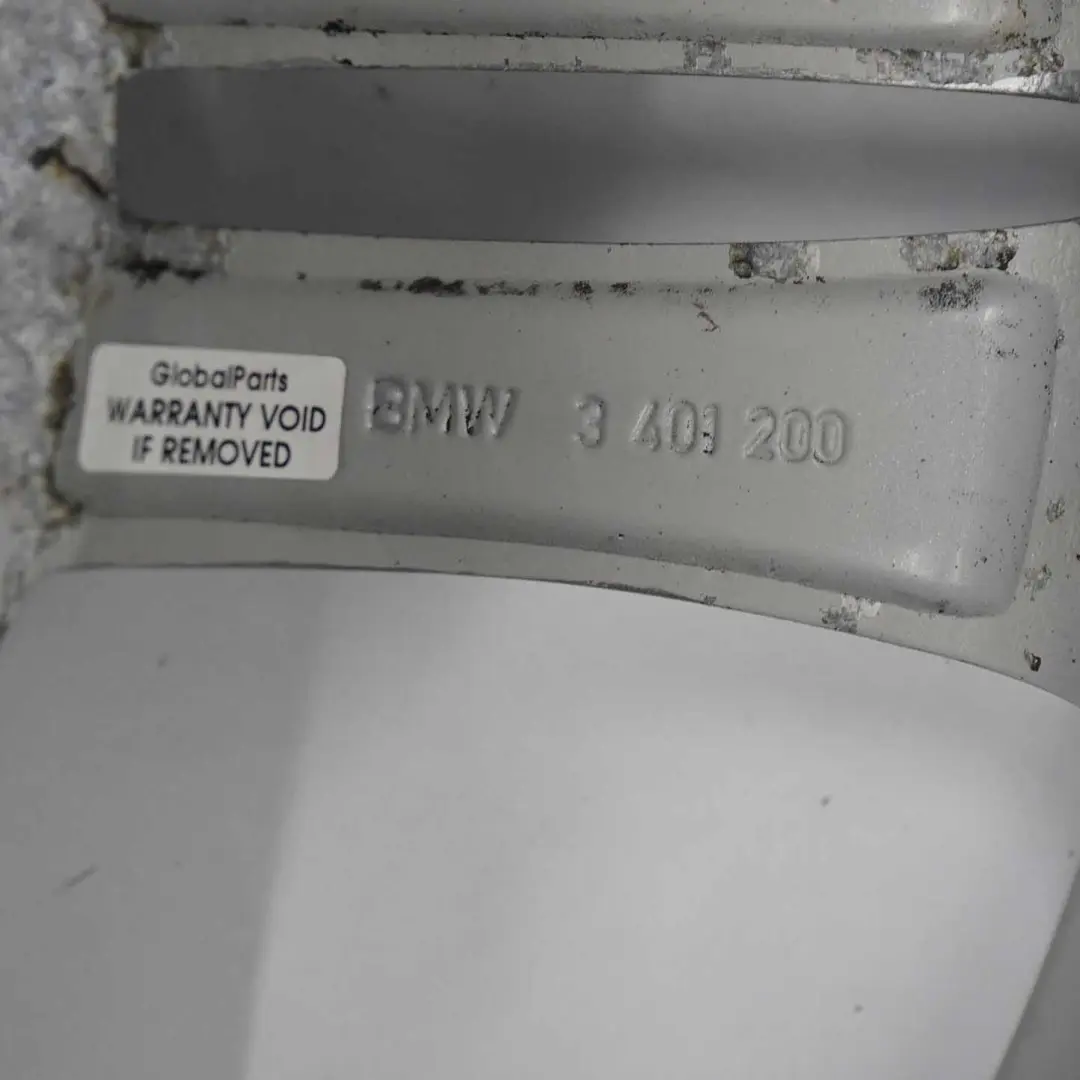 GlobalParts
WARRANTY VOID
IF REMOVED
BMW 3 401 200